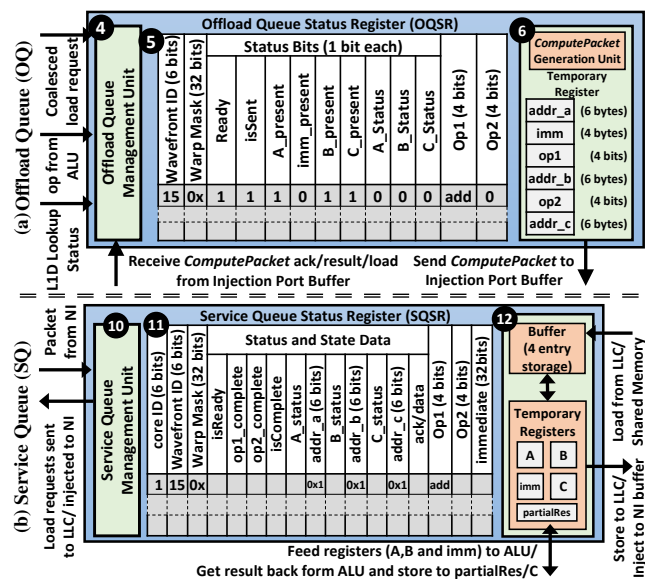 Offload Queue Status Register (OQSR)
(a)Offload Queue (OQ)
Coalesced
load request
op from
ALU
L1D Lookup
Status
4
Offload Queue
Management Unit
5
Status Bits (1 bit each)
Wavefront ID (6 bits)
Warp Mask (32 bits)
Ready
isSent
A_present
imm_present
B_present
C_present
A_Status
B_Status
C_Status
Op1 (4 bits)
Op2 (4 bits)
15 0x 1 1 1 0 1 1 0 0 0 add 0
6
ComputePacket
Generation Unit
Temporary
Register
addr_a (6 bytes)
imm (4 bytes)
op1 (4 bits)
addr_b (6 bytes)
op2 (4 bits)
addr_c (6 bytes)
Receive ComputePacket ack/result/load
from Injection Port Buffer
Send ComputePacket to
Injection Port Buffer
Service Queue Status Register (SQSR)
(b) Service Queue (SQ)
Packet
from NI
Load requests sent
to LLC/ injected to NI
10
Service Queue
Management Unit
11
Status and State Data
core ID (6 bits)
Wavefront ID (6 bits)
Warp Mask (32 bits)
isReady
op1_complete
op2_complete
isComplete
A_status
addr_a (6 bits)
B_status
addr_b (6 bits)
C_status
addr_c (6 bits)
ack/data
Op1 (4 bits)
Op2 (4 bits)
immediate (32bits)
1 15 0x 0x1 0x1 0x1 add
12
Buffer
(4 entry
storage)
Temporary
Registers
A B
imm C
partialRes
Load from LLC/
Shared Memory
Store to LLC/
Inject to NI buffer
Feed registers (A,B and imm) to ALU/
Get result back form ALU and store to partialRes/C